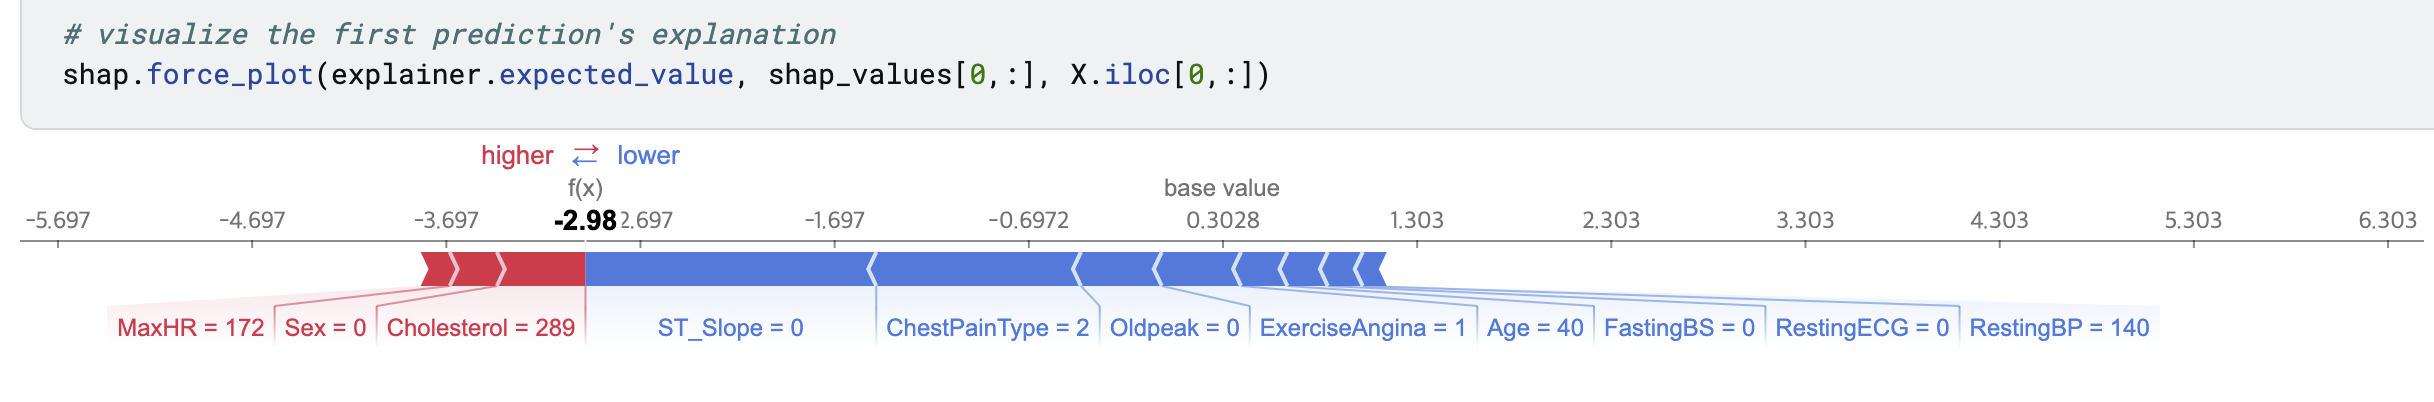 # visualize the first prediction's explanation
shap.force_plot(explainer.expected_value, shap_values[0,:], X.iloc[0,:])
higher ⇄ lower
f(x) base value
-5.697 -4.697 -3.697 -2.98 2.697 -1.697 -0.6972 0.3028 1.303 2.303 3.303 4.303 5.303 6.303
MaxHR = 172 Sex = 0 Cholesterol = 289 ST_Slope = 0 ChestPainType = 2 Oldpeak = 0 ExerciseAngina = 1 Age = 40 FastingBS = 0 RestingECG = 0 RestingBP = 140